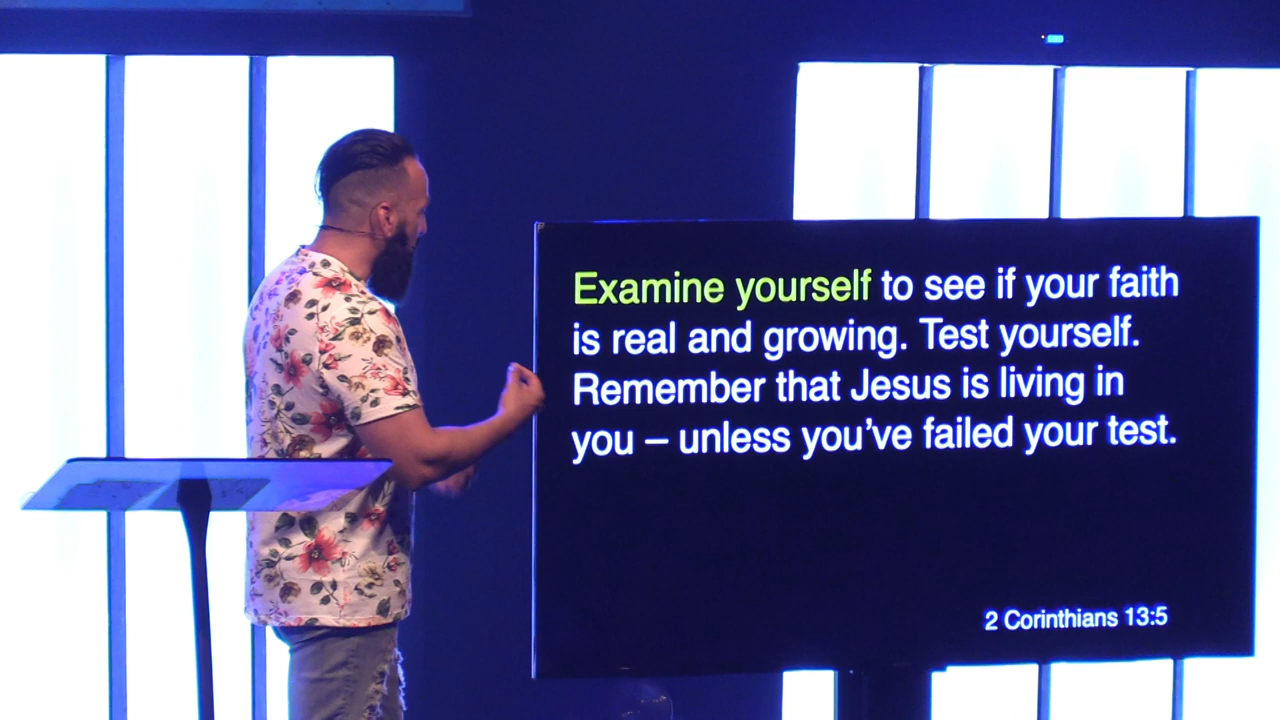 Examine yourself to see if your faith
is real and growing. Test yourself.
Remember that Jesus is living in
you – unless you’ve failed your test.
2 Corinthians 13:5